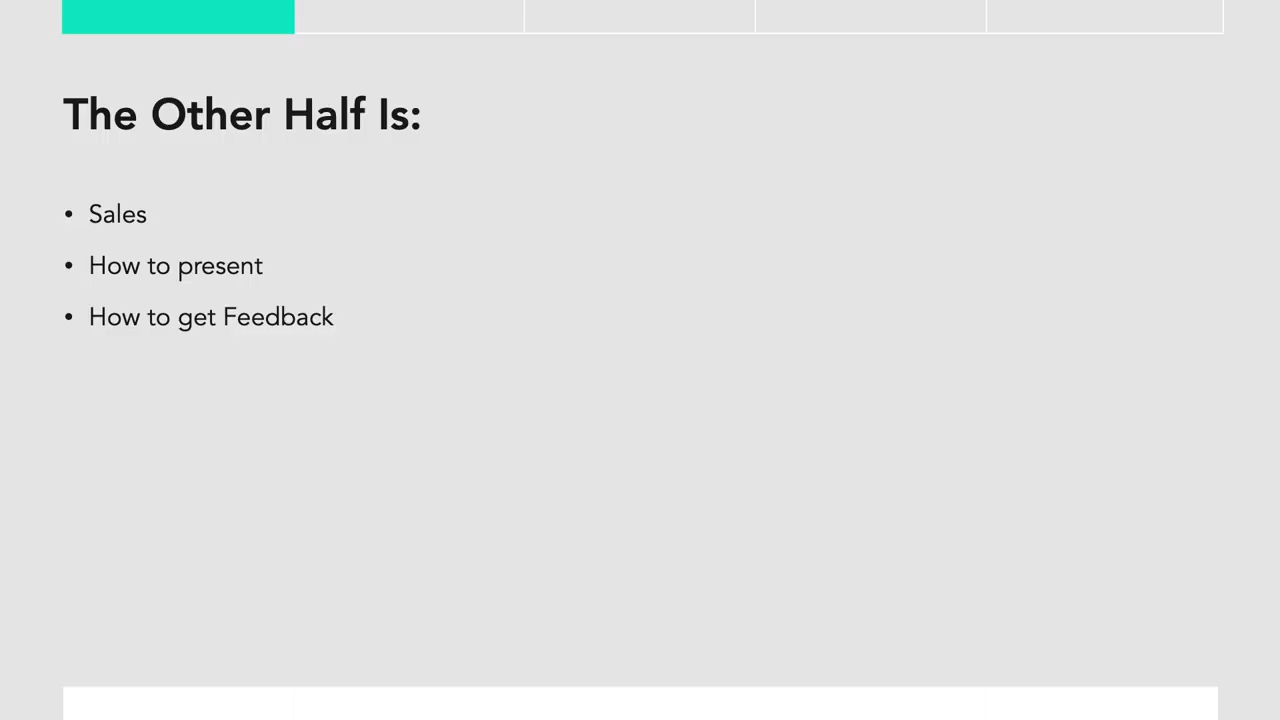 The Other Half Is:
• Sales
• How to present
• How to get Feedback